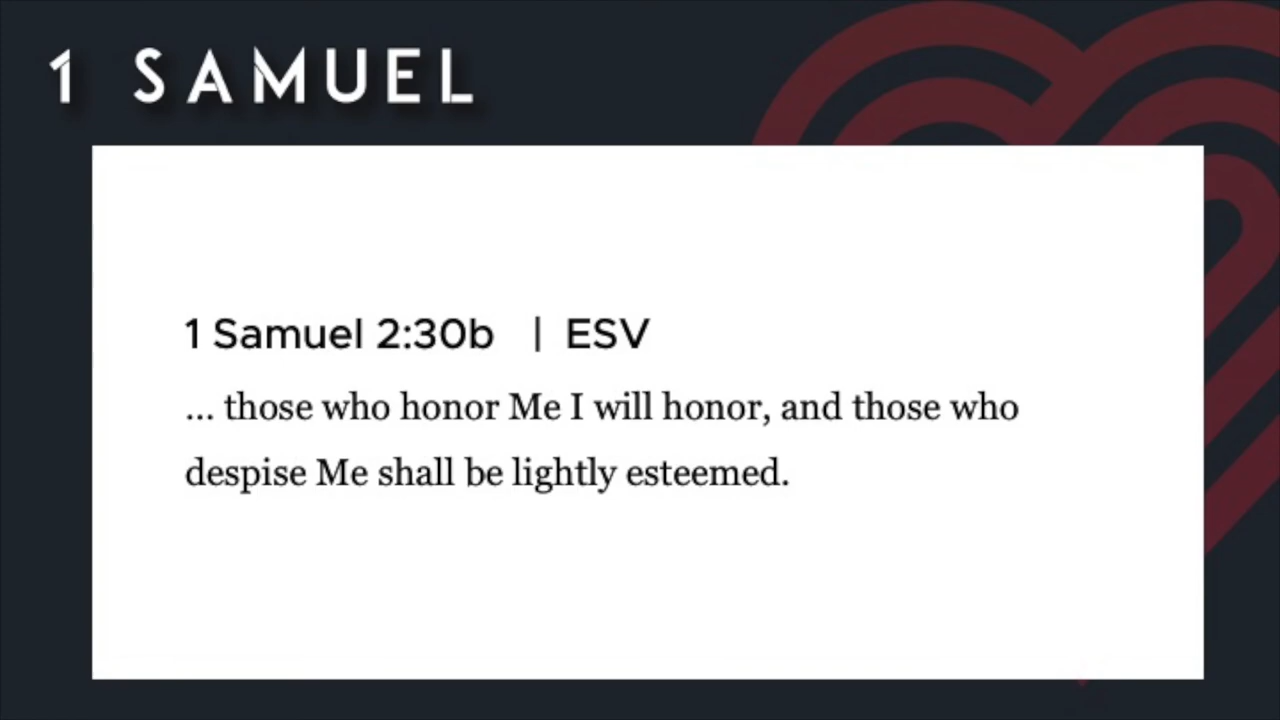 1 SAMUEL
1 Samuel 2:30b | ESV
... those who honor Me I will honor, and those who
despise Me shall be lightly esteemed.